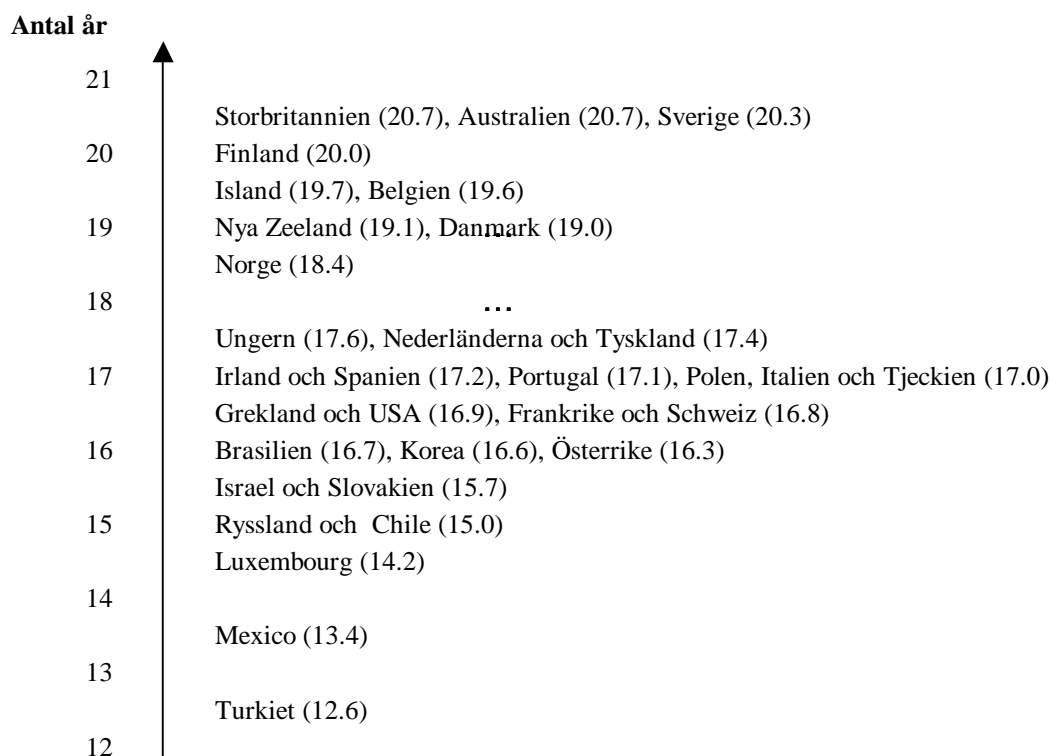 Antal år
21
Storbritannien (20.7), Australien (20.7), Sverige (20.3)
20 Finland (20.0)
Island (19.7), Belgien (19.6)
19 Nya Zeeland (19.1), Danmark (19.0)
...
Norge (18.4)
18 ...
Ungern (17.6), Nederländerna och Tyskland (17.4)
17 Irland och Spanien (17.2), Portugal (17.1), Polen, Italien och Tjeckien (17.0)
Grekland och USA (16.9), Frankrike och Schweiz (16.8)
16 Brasilien (16.7), Korea (16.6), Österrike (16.3)
Israel och Slovakien (15.7)
15 Ryssland och Chile (15.0)
Luxembourg (14.2)
14
Mexico (13.4)
13
Turkiet (12.6)
12